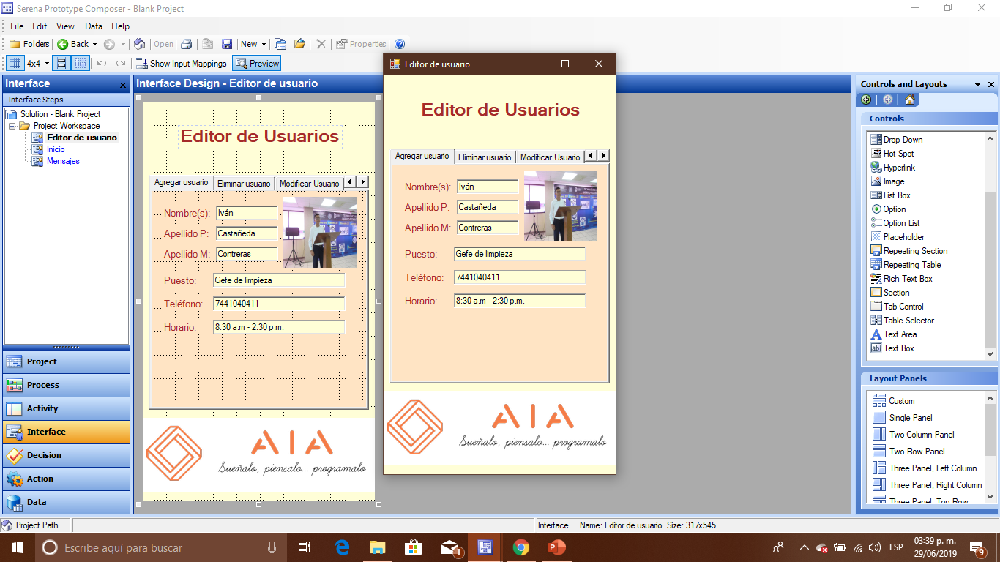 Serena Prototype Composer - Blank Project
File Edit View Data Help
Folders Back Open New Properties
4x4 Show Input Mappings Preview
Interface
Interface Steps
Solution - Blank Project
Project Workspace
Editor de usuario
Inicio
Mensajes
Project
Process
Activity
Interface
Decision
Action
Data
Interface Design - Editor de usuario
Editor de Usuarios
Agregar usuario Eliminar usuario Modificar Usuario
Nombre(s): Iván
Apellido P: Castañeda
Apellido M: Contreras
Puesto: Gefe de limpieza
Teléfono: 7441040411
Horario: 8:30 a.m - 2:30 p.m.
AIA
Sueñalo, piensalo... programalo
Editor de usuario
Editor de Usuarios
Agregar usuario Eliminar usuario Modificar Usuario
Nombre(s): Iván
Apellido P: Castañeda
Apellido M: Contreras
Puesto: Gefe de limpieza
Teléfono: 7441040411
Horario: 8:30 a.m - 2:30 p.m.
AIA
Sueñalo, piensalo... programalo
Controls and Layouts
Controls
Drop Down
Hot Spot
Hyperlink
Image
List Box
Option
Option List
Placeholder
Repeating Section
Repeating Table
Rich Text Box
Section
Tab Control
Table Selector
Text Area
Text Box
Layout Panels
Custom
Single Panel
Two Column Panel
Two Row Panel
Three Panel, Left Column
Three Panel, Right Column
Three Panel, Top Row
Project Path
Interface ... Name: Editor de usuario Size: 317x545
Escribe aquí para buscar
1
ESP
03:39 p. m.
29/06/2019
9